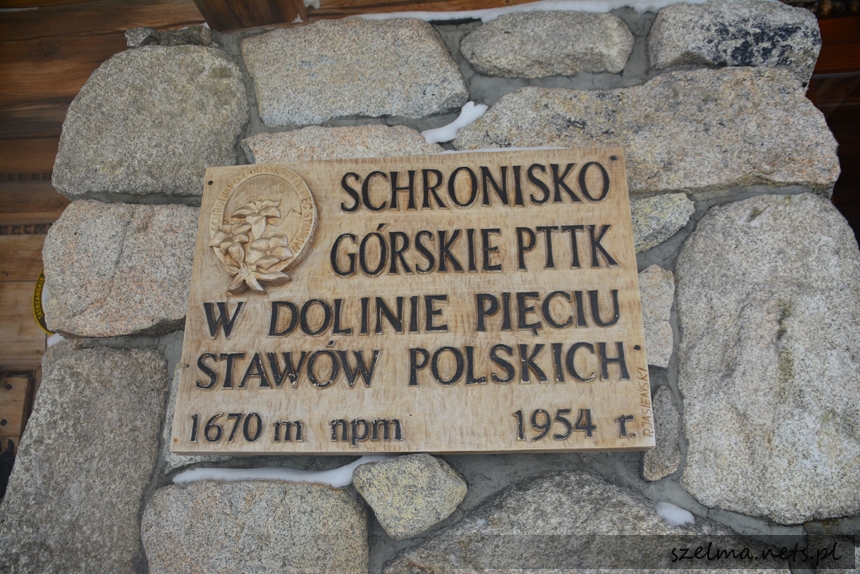 SCHRONISKO
GÓRSKIE PTTK
W DOLINIE PIĘCIU
STAWÓW POLSKICH
1670 m npm 1954 r.
szelma.nets.pl